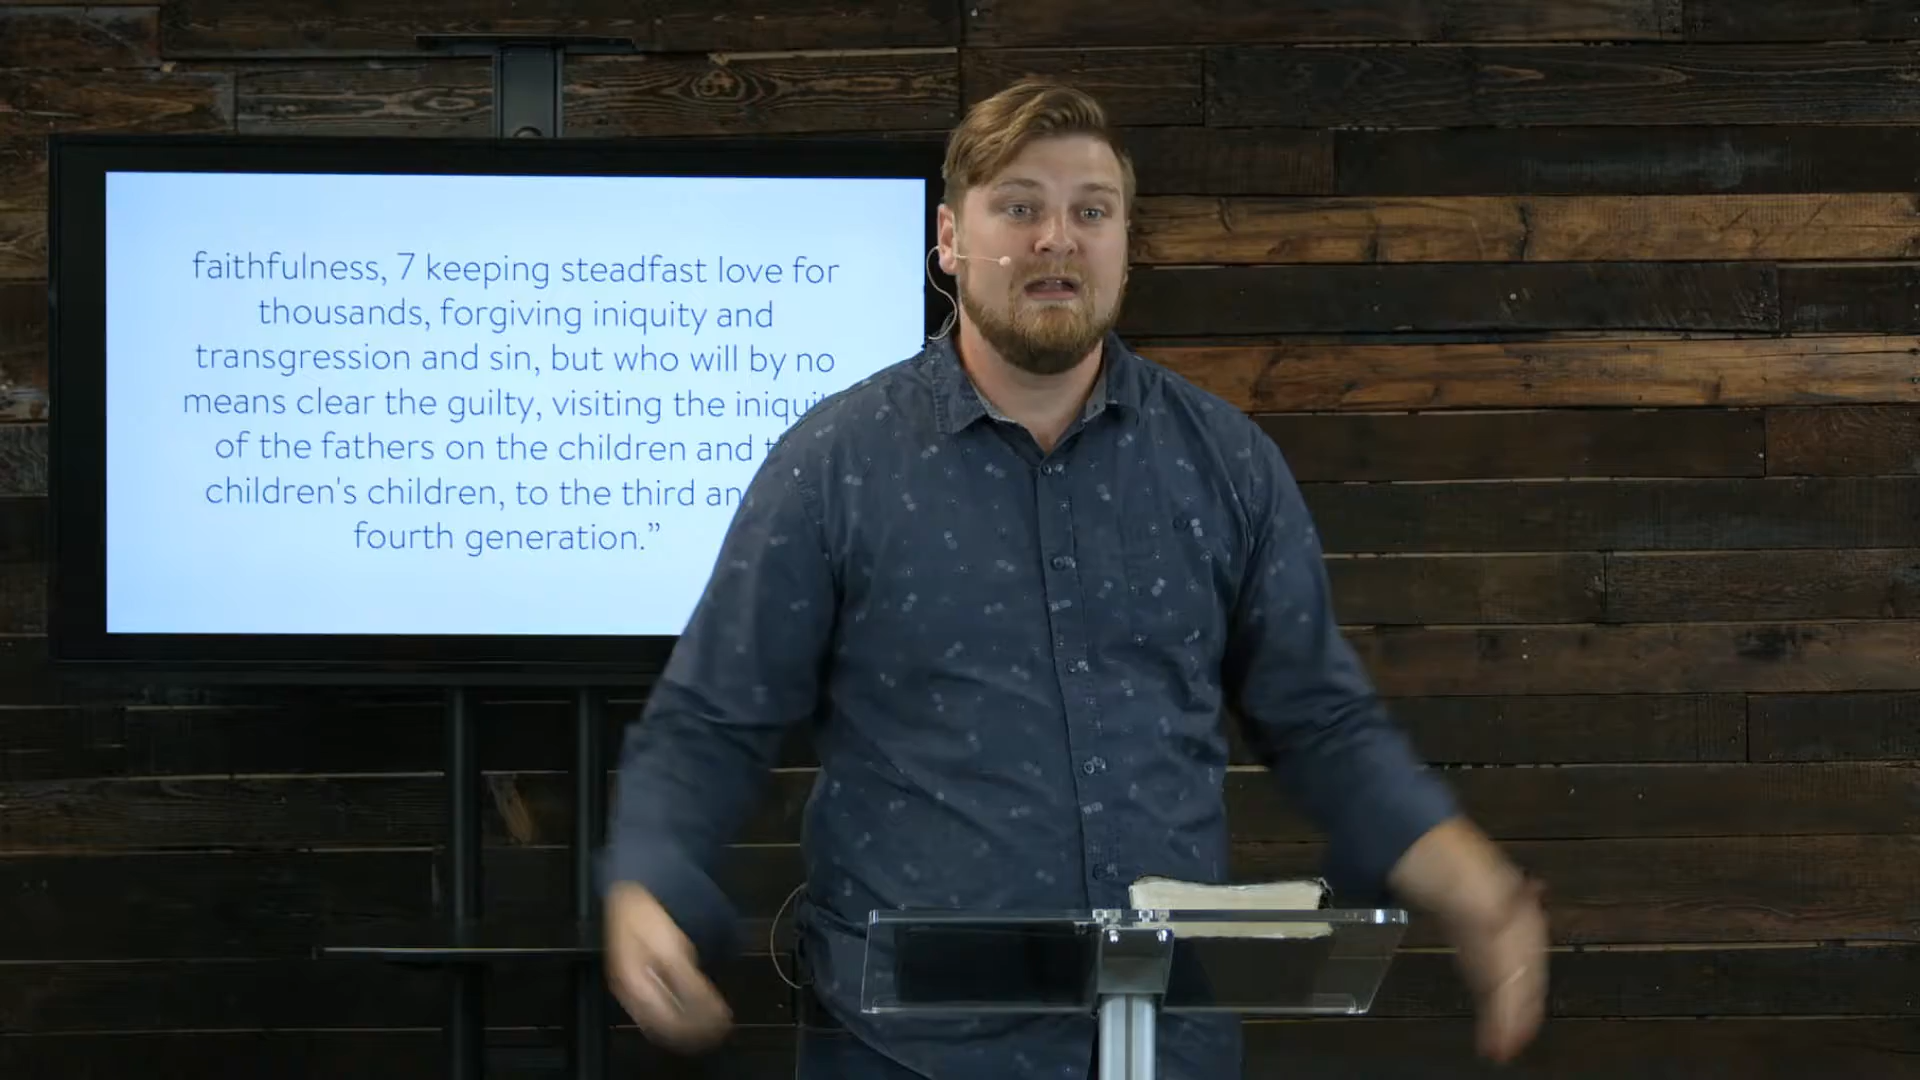 faithfulness, 7 keeping steadfast love for
thousands, forgiving iniquity and
transgression and sin, but who will by no
means clear the guilty, visiting the
of the fathers on the children and
children's children, to the third
fourth generation.”